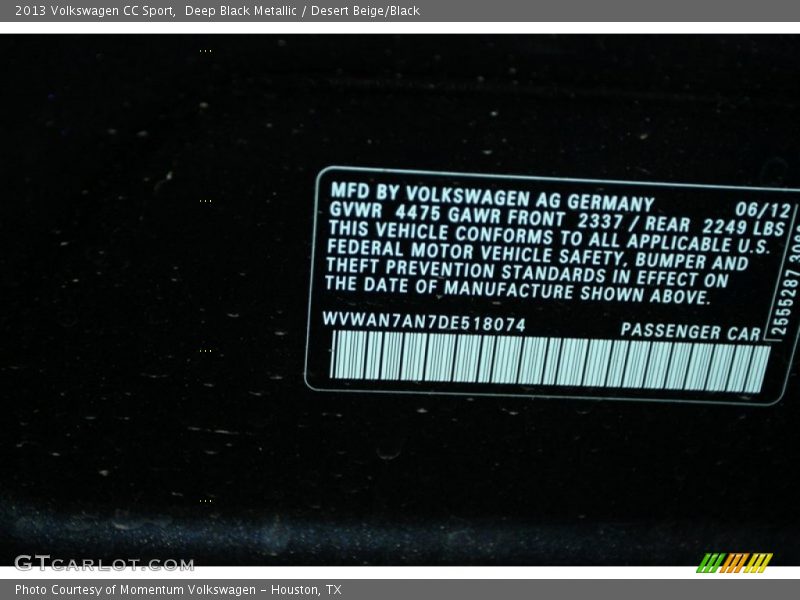 2013 Volkswagen CC Sport,  Deep Black Metallic / Desert Beige/Black
MFD BY VOLKSWAGEN AG GERMANY 06/12
GVWR 4475 GAWR FRONT 2337 / REAR 2249 LBS
THIS VEHICLE CONFORMS TO ALL APPLICABLE U.S.
FEDERAL MOTOR VEHICLE SAFETY, BUMPER AND
THEFT PREVENTION STANDARDS IN EFFECT ON
THE DATE OF MANUFACTURE SHOWN ABOVE.
WVWAN7AN7DE518074 PASSENGER CAR
2555287
GTCARLOT.COM
Photo Courtesy of Momentum Volkswagen - Houston, TX